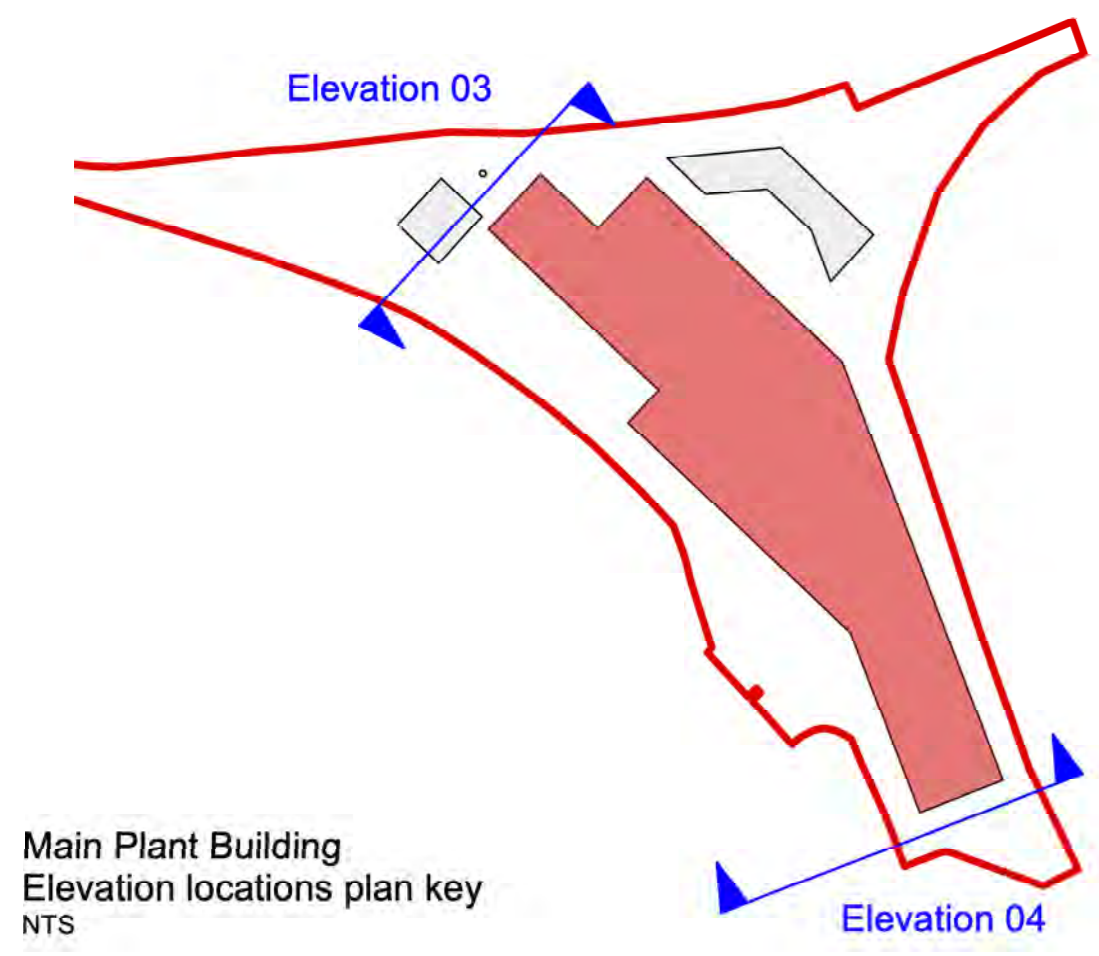 Elevation 03
Main Plant Building
Elevation locations plan key
NTS
Elevation 04